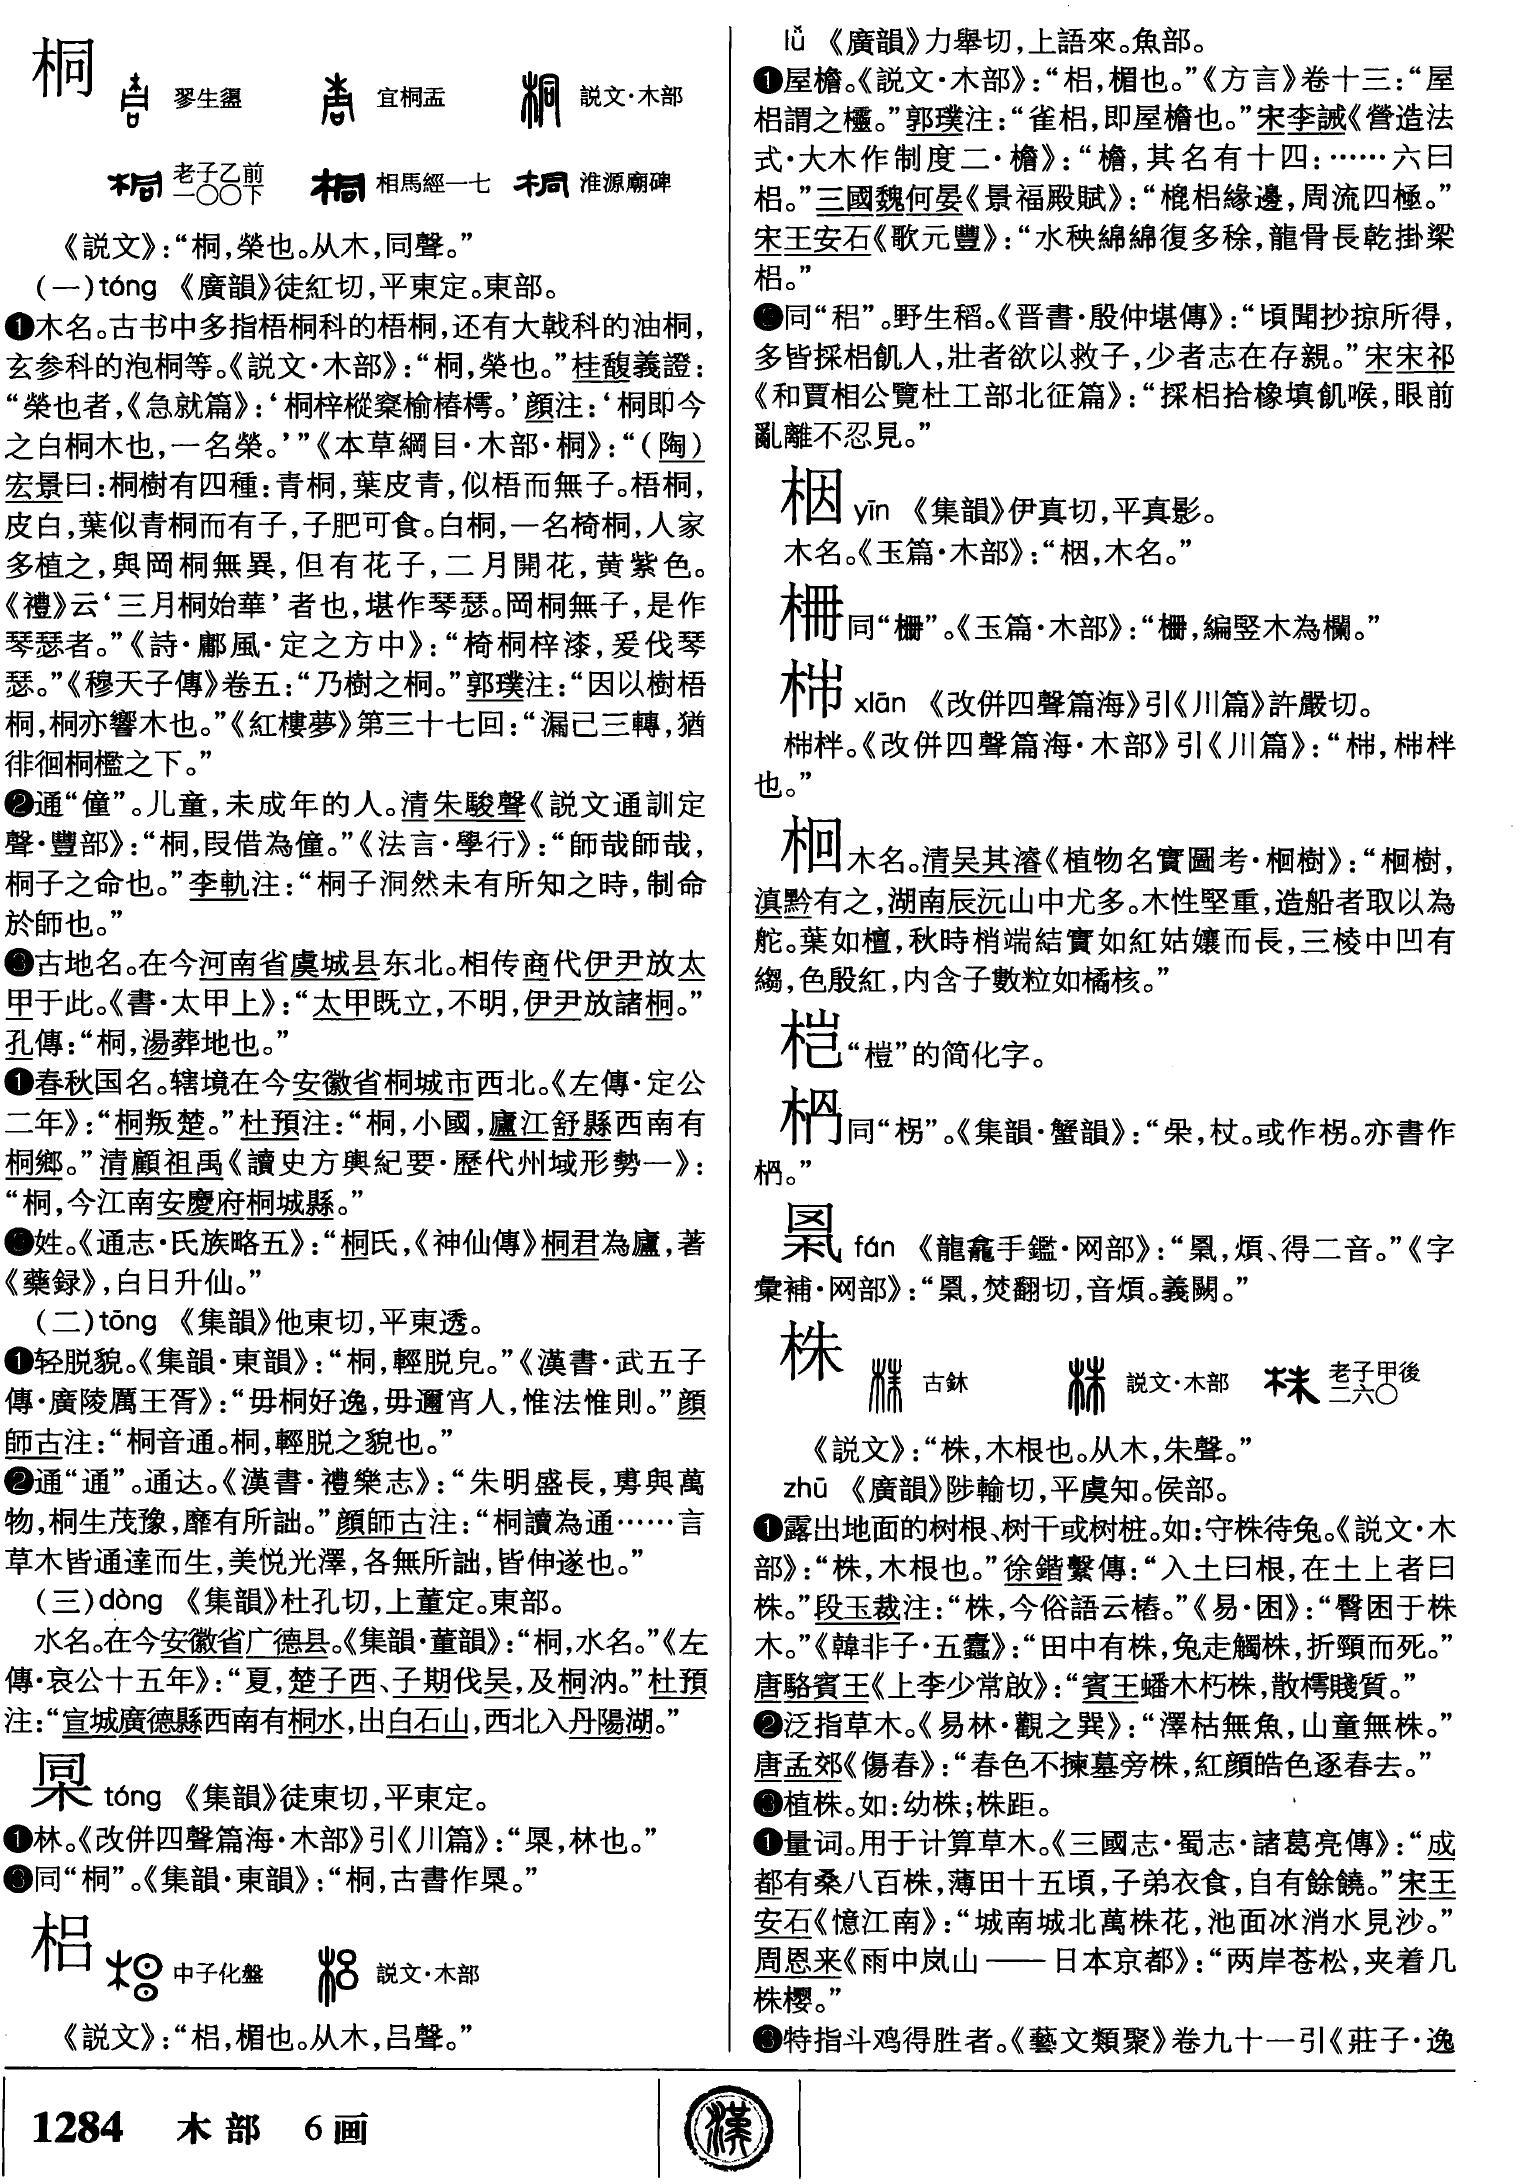 桐
翏生盨 宜桐盂 説文·木部
老子乙前一〇〇下 相馬經一七 淮源廟碑
《説文》：“桐，榮也。从木，同聲。”
(一)tóng 《廣韻》徒紅切，平東定。東部。
❶木名。古书中多指梧桐科的梧桐，还有大戟科的油桐，
玄参科的泡桐等。《説文·木部》：“桐，榮也。”桂馥義證：
“榮也者，《急就篇》：‘桐梓樅窽榆椿樗。’顔注：‘桐即今
之白桐木也，一名榮。’”《本草綱目·木部·桐》：“(陶)
宏景曰：桐樹有四種：青桐，葉皮青，似梧而無子。梧桐，
皮白，葉似青桐而有子，子肥可食。白桐，一名椅桐，人家
多植之，與岡桐無異，但有花子，二月開花，黄紫色。
《禮》云‘三月桐始華’者也，堪作琴瑟。岡桐無子，是作
琴瑟者。”《詩·鄘風·定之方中》：“椅桐梓漆，爰伐琴
瑟。”《穆天子傳》卷五：“乃樹之桐。”郭璞注：“因以樹梧
桐，桐亦響木也。”《紅樓夢》第三十七回：“漏已三轉，猶
徘徊桐檻之下。”
❷通“僮”。儿童，未成年的人。清朱駿聲《説文通訓定
聲·豐部》：“桐，叚借為僮。”《法言·學行》：“師哉師哉，
桐子之命也。”李軌注：“桐子洞然未有所知之時，制命
於師也。”
❸古地名。在今河南省虞城县东北。相传商代伊尹放太
甲于此。《書·太甲上》：“太甲既立，不明，伊尹放諸桐。”
孔傳：“桐，湯葬地也。”
❶春秋国名。辖境在今安徽省桐城市西北。《左傳·定公
二年》：“桐叛楚。”杜預注：“桐，小國，廬江舒縣西南有
桐鄉。”清顧祖禹《讀史方輿紀要·歷代州域形勢一》：
“桐，今江南安慶府桐城縣。”
姓。《通志·氏族略五》：“桐氏，《神仙傳》桐君為廬，著
《藥録》，白日升仙。”
(二)tōng 《集韻》他東切，平東透。
❶轻脱貌。《集韻·東韻》：“桐，輕脱皃。”《漢書·武五子
傳·廣陵厲王胥》：“毋桐好逸，毋邇宵人，惟法惟則。”顔
師古注：“桐音通。桐，輕脱之貌也。”
❷通“通”。通达。《漢書·禮樂志》：“朱明盛長，旉與萬
物，桐生茂豫，靡有所詘。”顔師古注：“桐讀為通……言
草木皆通達而生，美悦光澤，各無所詘，皆伸遂也。”
(三)dòng 《集韻》杜孔切，上董定。東部。
水名。在今安徽省广德县。《集韻·董韻》：“桐，水名。”《左
傳·哀公十五年》：“夏，楚子西、子期伐吴，及桐汭。”杜預
注：“宣城廣德縣西南有桐水，出白石山，西北入丹陽湖。”
tóng 《集韻》徒東切，平東定。
❶林。《改併四聲篇海·木部》引《川篇》：“，林也。”
❸同“桐”。《集韻·東韻》：“桐，古書作。”
梠
中子化盤 説文·木部
《説文》：“梠，楣也。从木，吕聲。”
lǚ 《廣韻》力舉切，上語來。魚部。
❶屋檐。《説文·木部》：“梠，楣也。”《方言》卷十三：“屋
梠謂之欞。”郭璞注：“雀梠，即屋檐也。”宋李誡《營造法
式·大木作制度二·檐》：“檐，其名有十四：……六曰
梠。”三國魏何晏《景福殿賦》：“槐梠緣邊，周流四極。”
宋王安石《歌元豐》：“水秧綿綿復多稌，龍骨長乾掛梁
梠。”
同“稆”。野生稻。《晋書·殷仲堪傳》：“頃聞抄掠所得，
多皆採梠飢人，壯者欲以救子，少者志在存親。”宋宋祁
《和賈相公覽杜工部北征篇》：“採梠拾橡填飢喉，眼前
亂離不忍見。”
栶 yīn 《集韻》伊真切，平真影。
木名。《玉篇·木部》：“栶，木名。”
柵同“栅”。《玉篇·木部》：“栅，編竪木為欄。”
xiān 《改併四聲篇海》引《川篇》許嚴切。
柈。《改併四聲篇海·木部》引《川篇》：“，柈
也。”
木名。清吴其濬《植物名實圖考·樹》：“樹，
滇黔有之，湖南辰沅山中尤多。木性堅重，造船者取以為
舵。葉如檀，秋時梢端結實如紅姑孃而長，三棱中凹有
縐，色殷紅，内含子數粒如橘核。”
桤“榿”的简化字。
同“柺”。《集韻·蟹韻》：“枴，杖。或作柺。亦書作
。”
fán 《龍龕手鑑·网部》：“，煩、得二音。”《字
彙補·网部》：“，焚翻切，音煩。義闕。”
株
古鉢 説文·木部 老子甲後二六〇
《説文》：“株，木根也。从木，朱聲。”
zhū 《廣韻》陟輸切，平虞知。侯部。
❶露出地面的树根、树干或树桩。如：守株待兔。《説文·木
部》：“株，木根也。”徐鍇繫傳：“入土曰根，在土上者曰
株。”段玉裁注：“株，今俗語云樁。”《易·困》：“臀困于株
木。”《韓非子·五蠹》：“田中有株，兔走觸株，折頸而死。”
唐駱賓王《上李少常啟》：“賓王蟠木朽株，散樗賤質。”
❷泛指草木。《易林·觀之巽》：“澤枯無魚，山童無株。”
唐孟郊《傷春》：“春色不揀墓旁株，紅顔皓色逐春去。”
❸植株。如：幼株；株距。
❶量词。用于计算草木。《三國志·蜀志·諸葛亮傳》：“成
都有桑八百株，薄田十五頃，子弟衣食，自有餘饒。”宋王
安石《憶江南》：“城南城北萬株花，池面冰消水見沙。”
周恩来《雨中岚山——日本京都》：“两岸苍松，夹着几
株樱。”
❸特指斗鸡得胜者。《藝文類聚》卷九十一引《莊子·逸
1284 木部 6画
漢